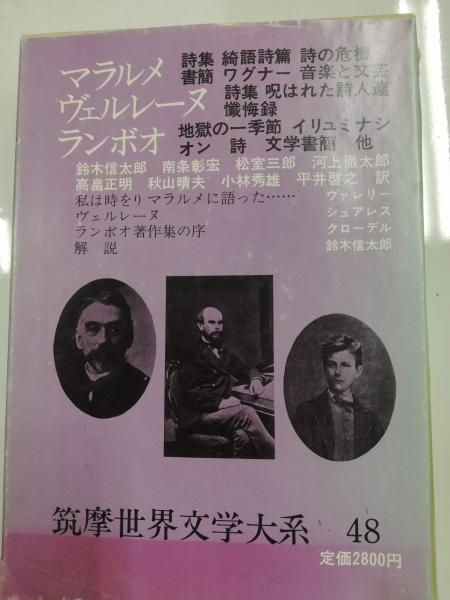 マラルメ
詩集 綺語詩篇 詩の危機
書簡 ワグナー 音楽と文芸
ヴェルレーヌ
詩集 呪はれた詩人達
懺悔録
ランボオ
地獄の一季節 イリュミナシ
オン 詩 文学書簡 他
鈴木信太郎 南条彰宏 松室三郎 河上徹太郎
高畠正明 秋山晴夫 小林秀雄 平井啓之 訳
私は時をりマラルメに語った…… ヴァレリー
ヴェルレーヌ シュアレス
ランボオ著作集の序 クローデル
解説 鈴木信太郎
筑摩世界文学大系 48
定価2800円